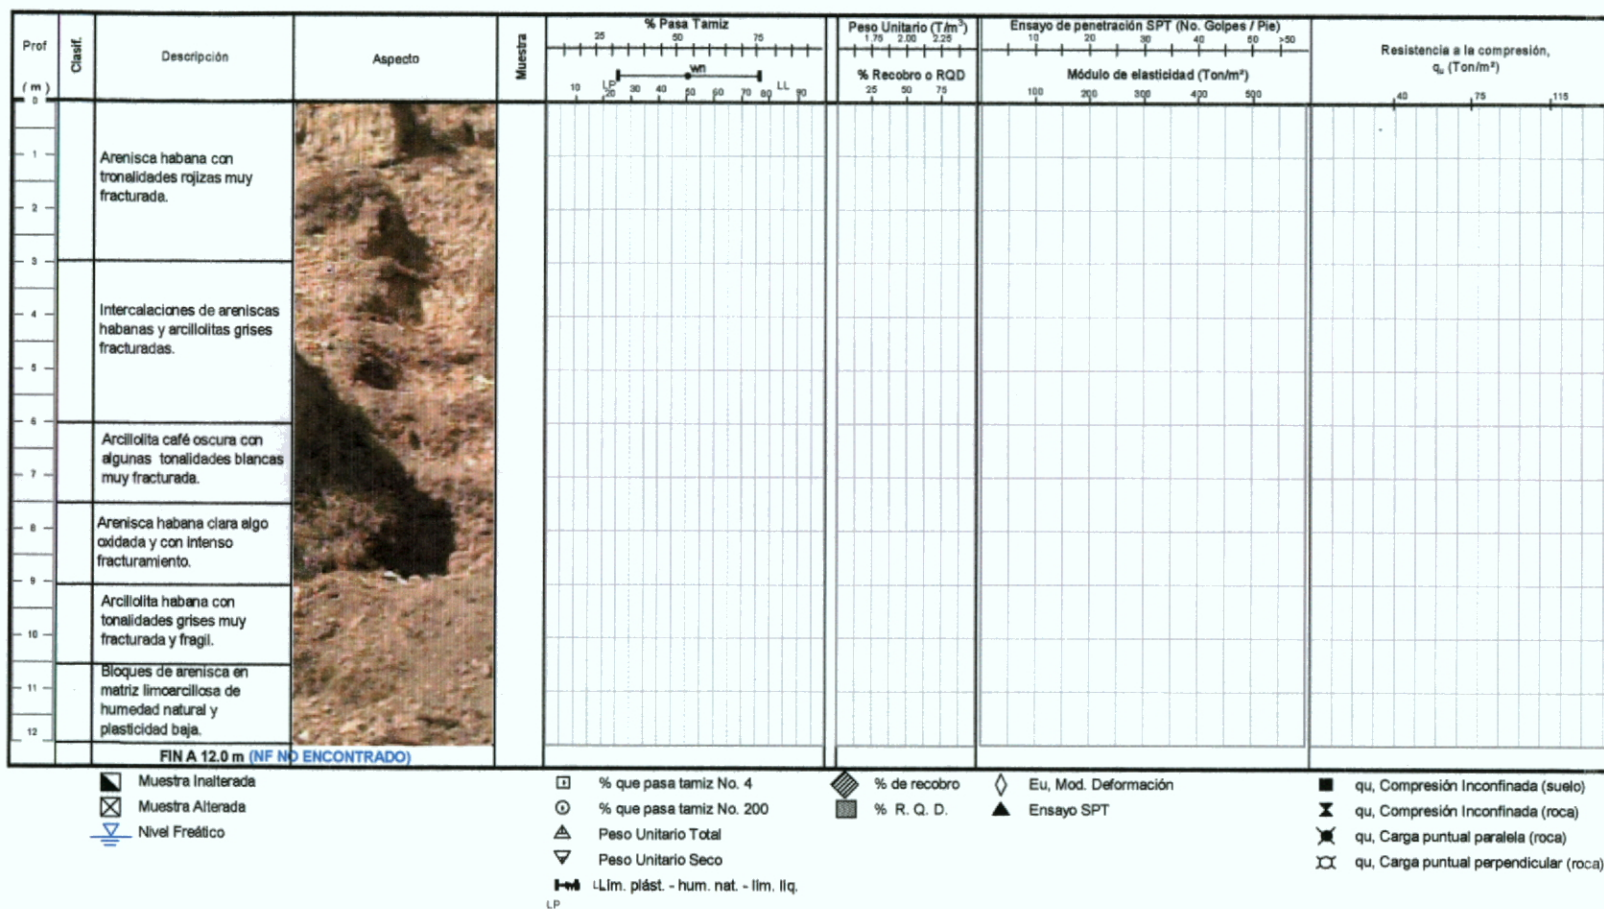 Prof
( m )
Clasif.
Descripción
Aspecto
Muestra
% Pasa Tamiz
25 50 75
wn
LP LL
10 20 30 40 50 60 70 80 90
Peso Unitario (T/m³)
1.75 2.00 2.25
% Recobro o RQD
25 50 75
Ensayo de penetración SPT (No. Golpes / Pie)
10 20 30 40 50 >50
Módulo de elasticidad (Ton/m²)
100 200 300 400 500
Resistencia a la compresión,
qᵤ (Ton/m²)
40 75 115
0
1
2
3
4
5
6
7
8
9
10
11
12
Arenisca habana con
tronalidades rojizas muy
fracturada.
Intercalaciones de areniscas
habanas y arcillolitas grises
fracturadas.
Arcillolita café oscura con
algunas tonalidades blancas
muy fracturada.
Arenisca habana clara algo
oxidada y con intenso
fracturamiento.
Arcillolita habana con
tonalidades grises muy
fracturada y fragil.
Bloques de arenisca en
matriz limoarcillosa de
humedad natural y
plasticidad baja.
FIN A 12.0 m (NF NO ENCONTRADO)
Muestra Inalterada
Muestra Alterada
Nivel Freático
% que pasa tamiz No. 4
% que pasa tamiz No. 200
Peso Unitario Total
Peso Unitario Seco
LLím. plást. - hum. nat. - lím. líq.
LP
% de recobro
% R. Q. D.
Eu, Mod. Deformación
Ensayo SPT
qu, Compresión Inconfinada (suelo)
qu, Compresión Inconfinada (roca)
qu, Carga puntual paralela (roca)
qu, Carga puntual perpendicular (roca)